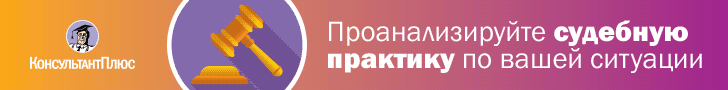 КонсультантПлюс
Проанализируйте судебную
практику по вашей ситуации